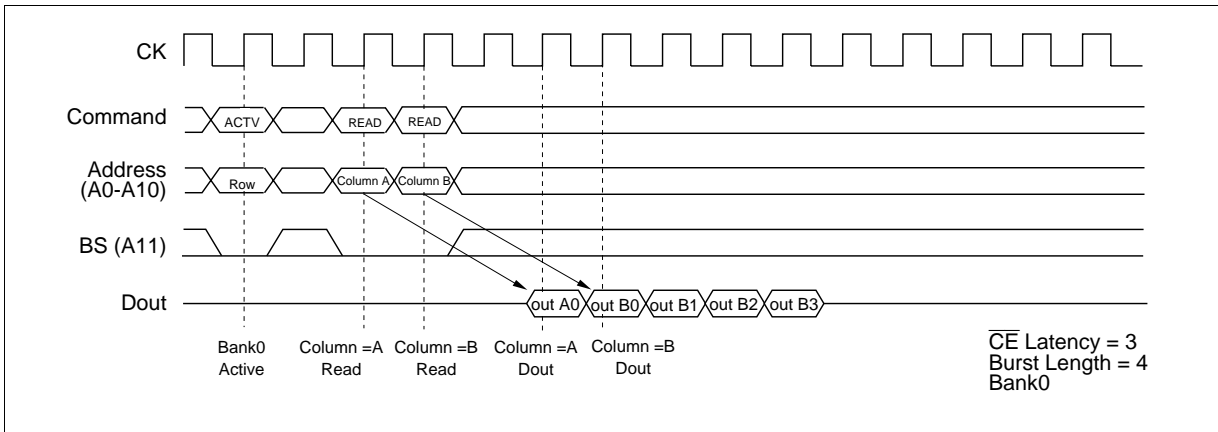 CK
Command
ACTV
READ
READ
Address
(A0-A10)
Row
Column A
Column B
BS (A11)
Dout
out A0
out B0
out B1
out B2
out B3
Bank0
Active
Column =A
Read
Column =B
Read
Column =A
Dout
Column =B
Dout
CE Latency = 3
Burst Length = 4
Bank0